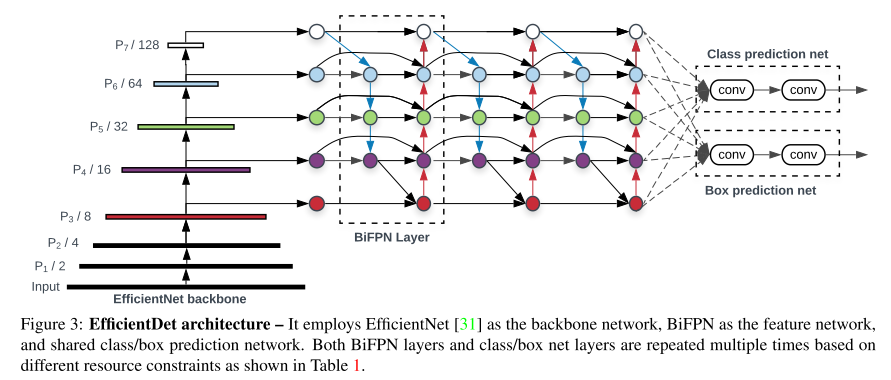 P7 / 128
P6 / 64
P5 / 32
P4 / 16
P3 / 8
P2 / 4
P1 / 2
Input
EfficientNet backbone
BiFPN Layer
Class prediction net
conv conv
conv conv
Box prediction net
Figure 3: EfficientDet architecture – It employs EfficientNet [31] as the backbone network, BiFPN as the feature network,
and shared class/box prediction network. Both BiFPN layers and class/box net layers are repeated multiple times based on
different resource constraints as shown in Table 1.